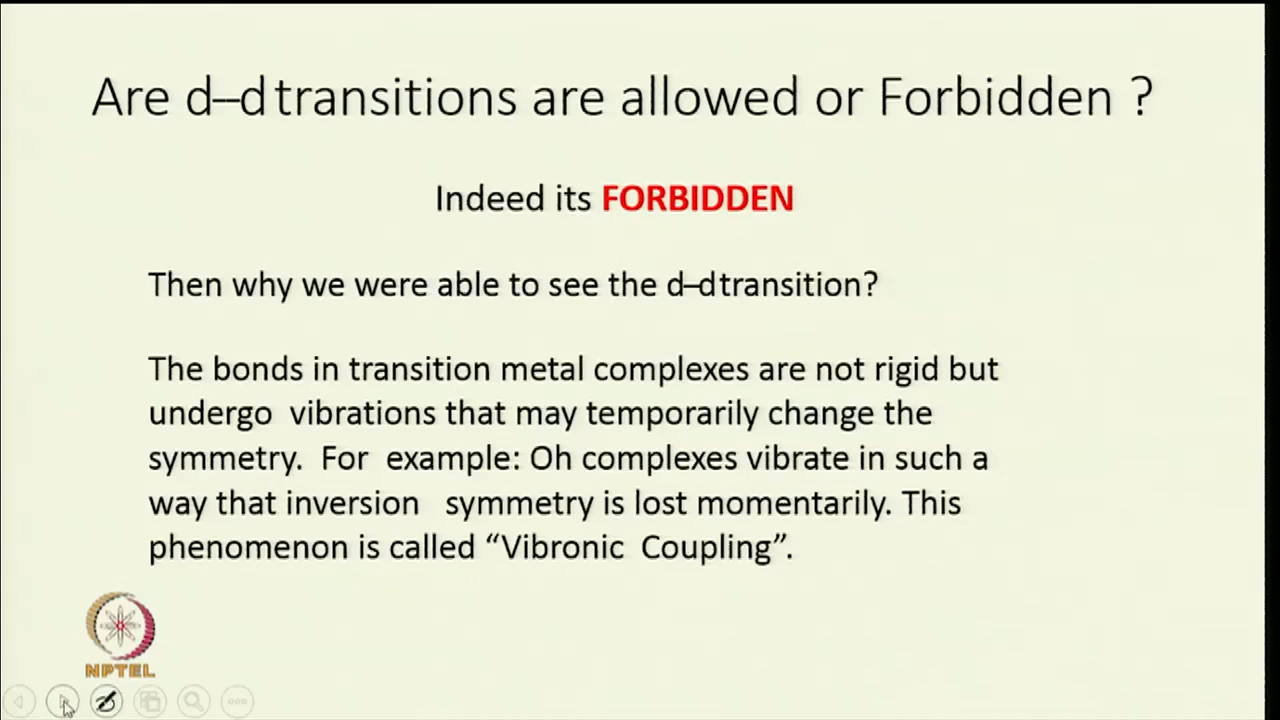 Are d–d transitions are allowed or Forbidden ?
Indeed its FORBIDDEN
Then why we were able to see the d–d transition?
The bonds in transition metal complexes are not rigid but
undergo vibrations that may temporarily change the
symmetry. For example: Oh complexes vibrate in such a
way that inversion symmetry is lost momentarily. This
phenomenon is called “Vibronic Coupling”.
NPTEL